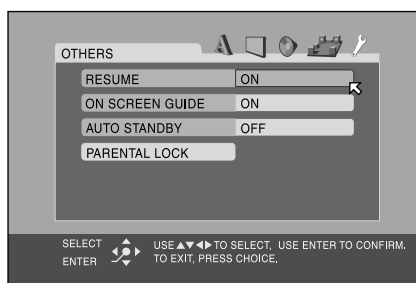 OTHERS
RESUME ON
ON SCREEN GUIDE ON
AUTO STANDBY OFF
PARENTAL LOCK
SELECT USE ▲▼◀▶ TO SELECT, USE ENTER TO CONFIRM.
ENTER TO EXIT, PRESS CHOICE.